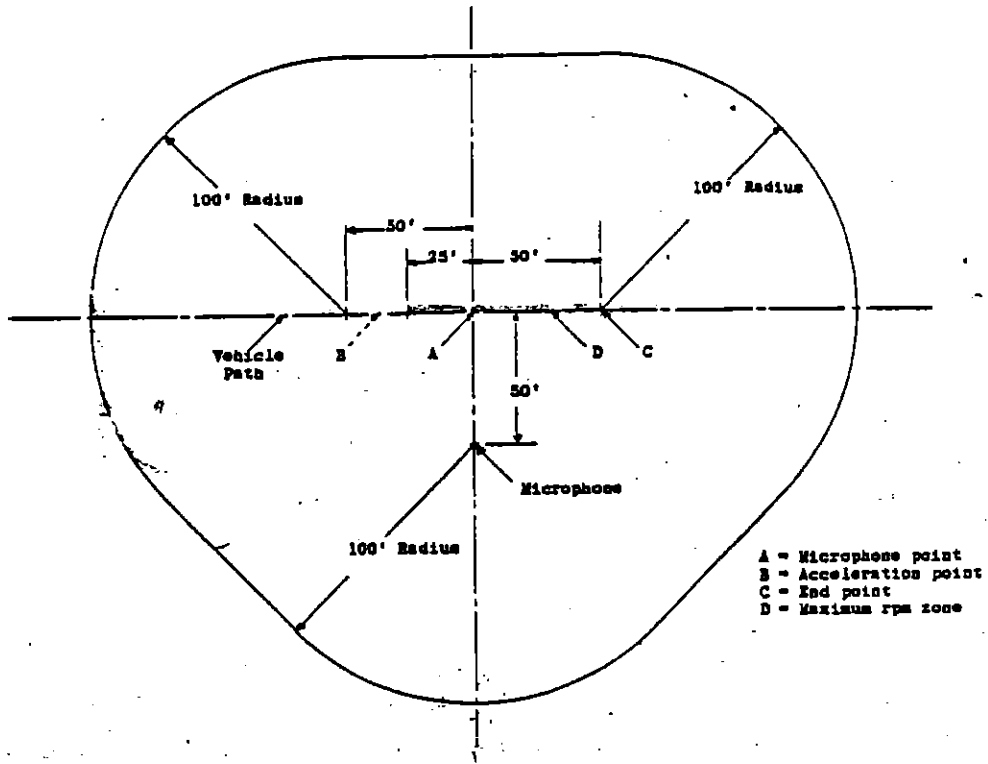 100' Radius
100' Radius
50'
25'
50'
Vehicle
Path
B
A
D
C
50'
Microphone
100' Radius
A = Microphone point
B = Acceleration point
C = End point
D = Maximum rpm zone